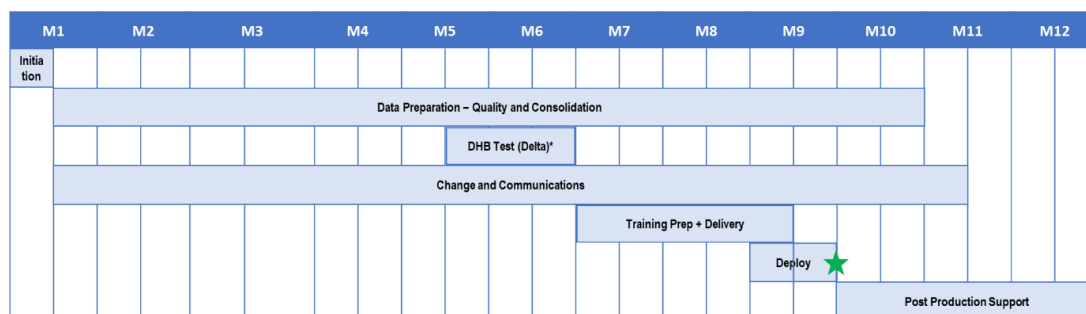 M1 M2 M3 M4 M5 M6 M7 M8 M9 M10 M11 M12
Initia
tion
Data Preparation – Quality and Consolidation
DHB Test (Delta)*
Change and Communications
Training Prep + Delivery
Deploy
Post Production Support